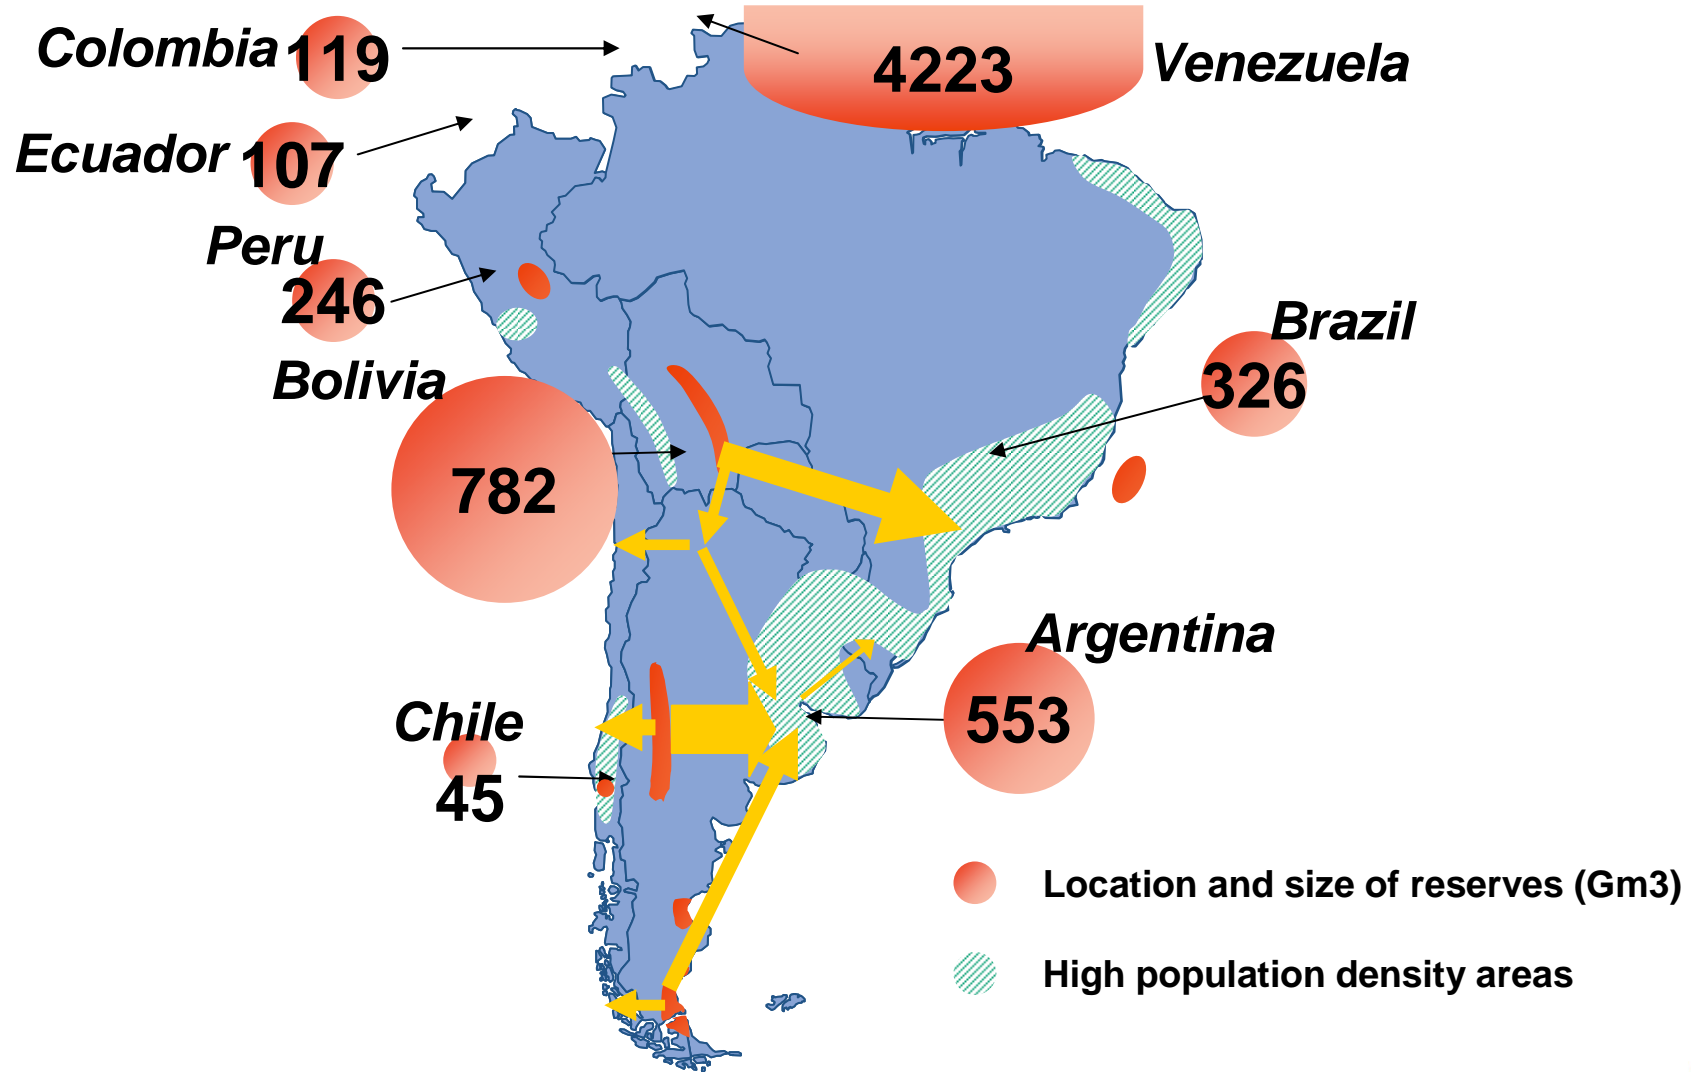 Colombia 119
4223 Venezuela
Ecuador 107
Peru
246
Brazil
326
Bolivia
782
Argentina
553
Chile
45
Location and size of reserves (Gm3)
High population density areas